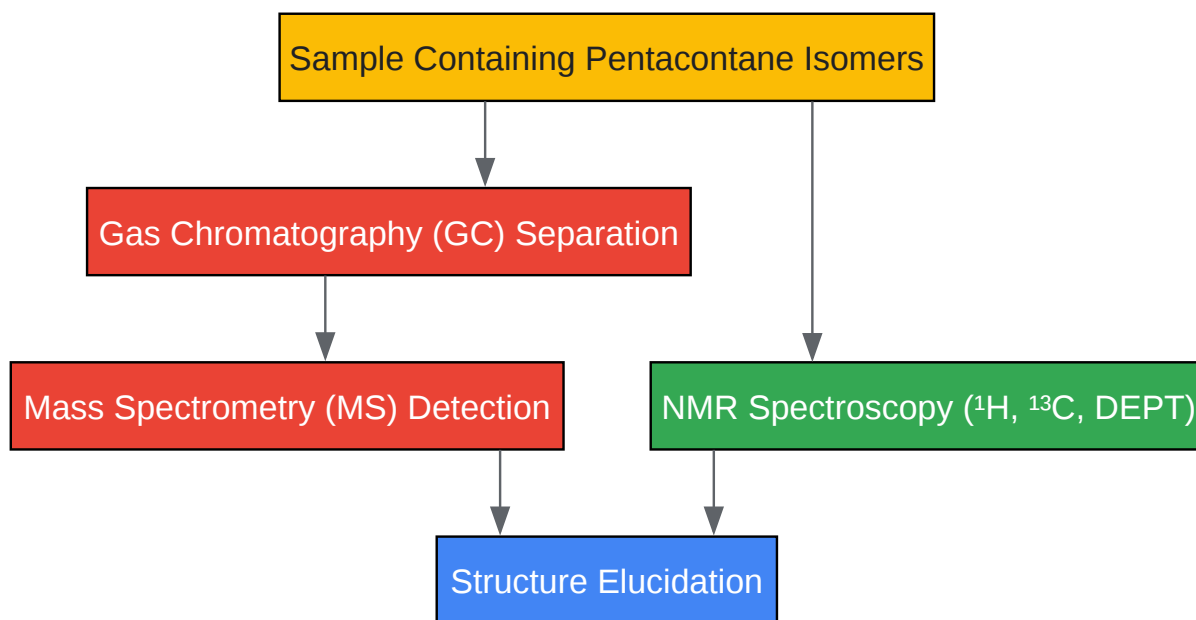 Sample Containing Pentacontane Isomers
Gas Chromatography (GC) Separation
Mass Spectrometry (MS) Detection
NMR Spectroscopy (¹H, ¹³C, DEPT)
Structure Elucidation